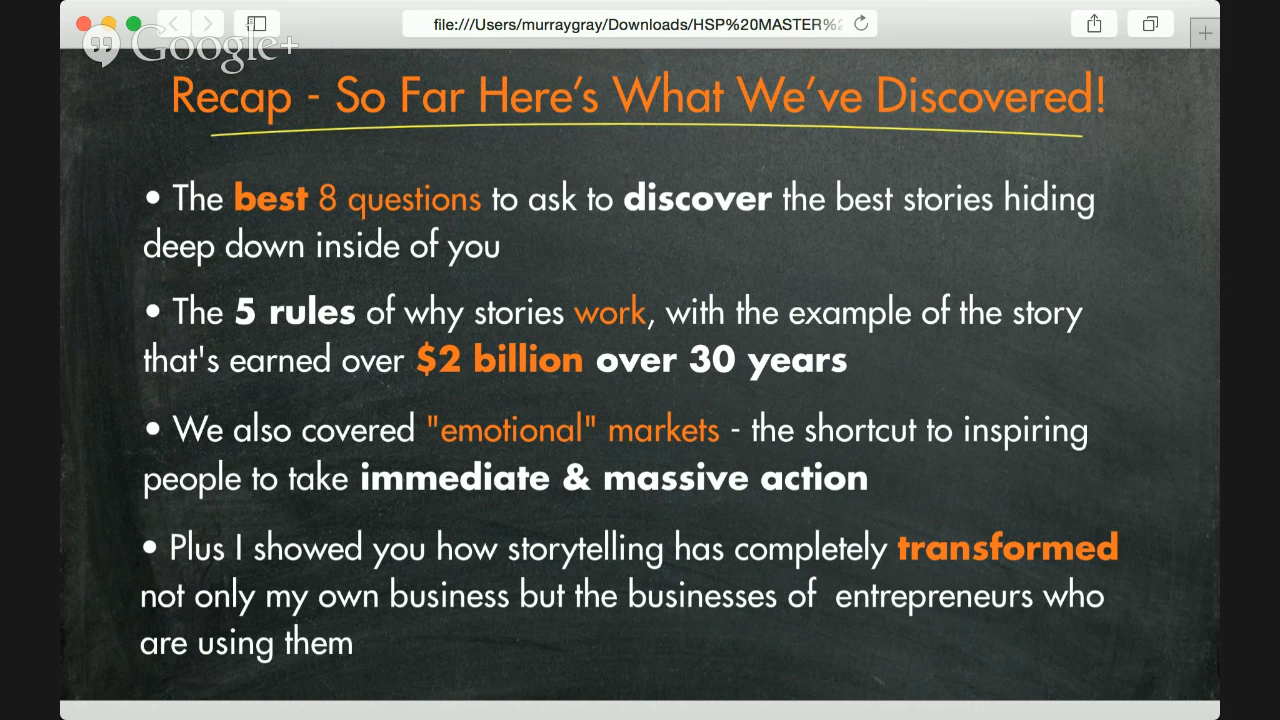 file:///Users/murraygray/Downloads/HSP%20MASTER%2
Google+
Recap - So Far Here's What We've Discovered!
• The best 8 questions to ask to discover the best stories hiding
deep down inside of you
• The 5 rules of why stories work, with the example of the story
that's earned over $2 billion over 30 years
• We also covered "emotional" markets - the shortcut to inspiring
people to take immediate & massive action
• Plus I showed you how storytelling has completely transformed
not only my own business but the businesses of  entrepreneurs who
are using them